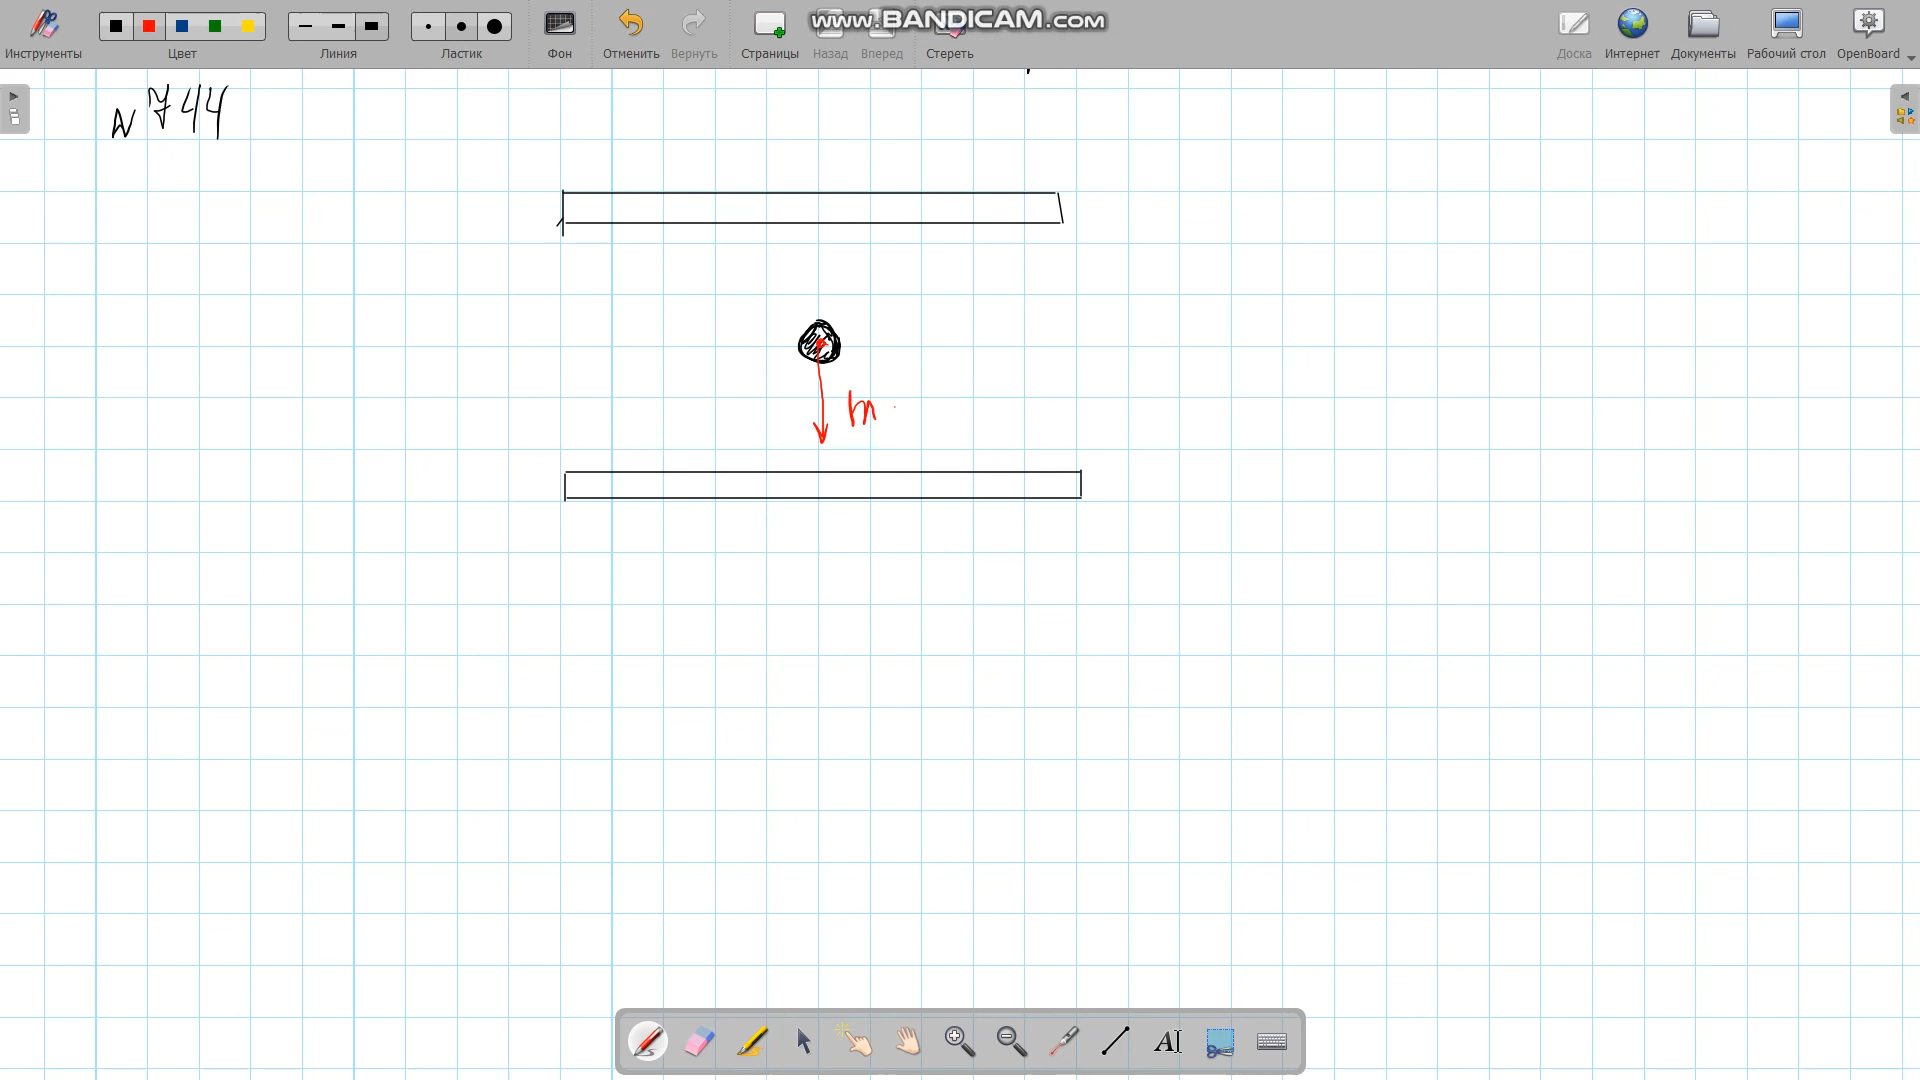 www.BANDICAM.com
Инструменты Цвет Линия Ластик Фон Отменить Вернуть Страницы Назад Вперед Стереть Доска Интернет Документы Рабочий стол OpenBoard
N 744
m
AI